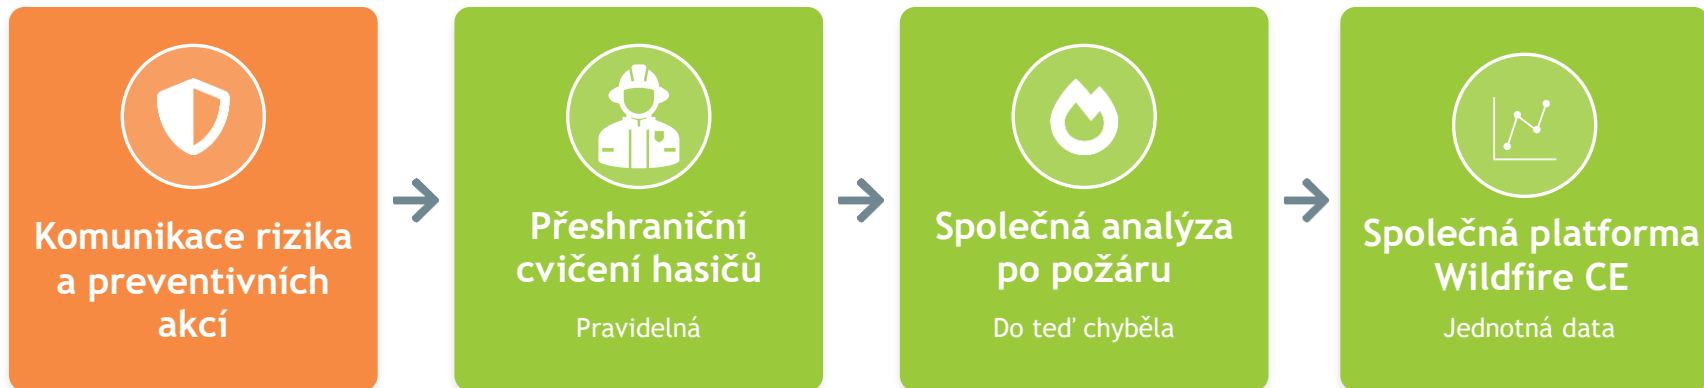 Komunikace rizika
a preventivních
akcí
Přeshraniční
cvičení hasičů
Pravidelná
Společná analýza
po požáru
Do teď chyběla
Společná platforma
Wildfire CE
Jednotná data